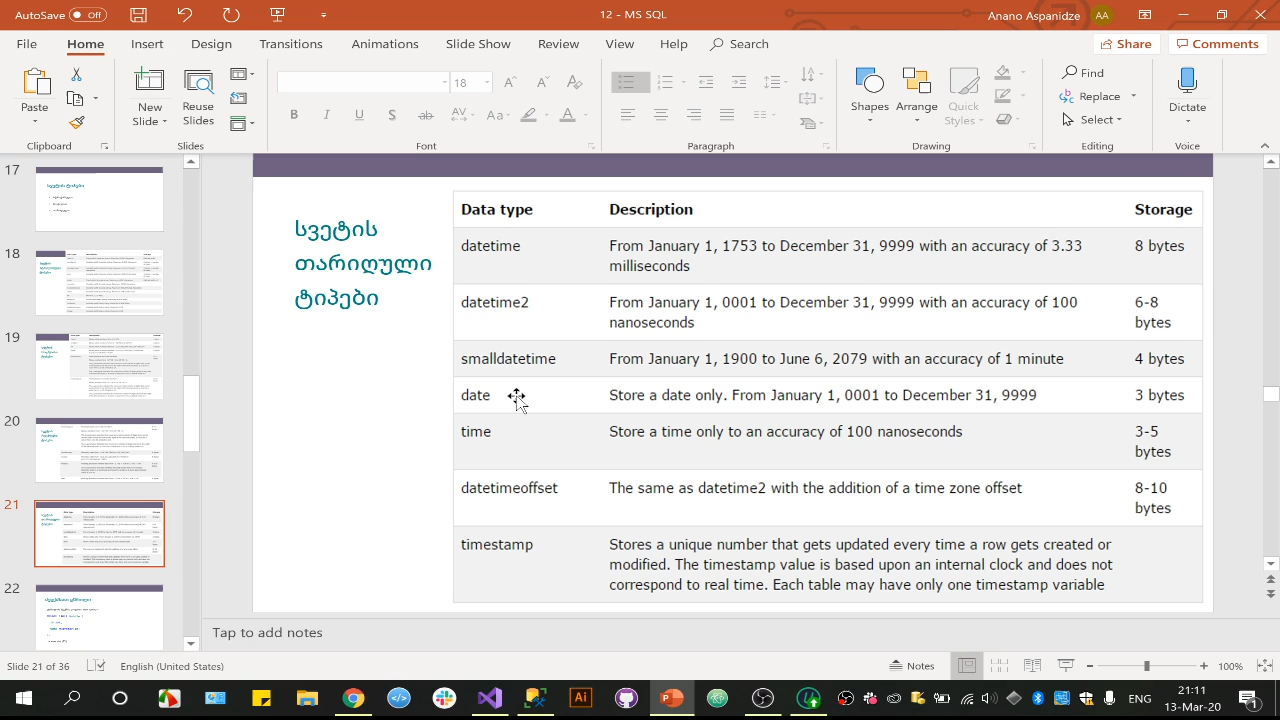 AutoSave Off
12 - MS SQL
Anano Aspanidze AA
File Home Insert Design Transitions Animations Slide Show Review View Help Search Share Comments
Paste
New Slide
Reuse Slides
18
Shapes Arrange Quick Styles
Find
Replace
Select
Dictate
Clipboard Slides Font Paragraph Drawing Editing Voice
17
18
19
20
21
22
სვეტის
თარიღული
ტიპები
Data type Description Storage
datetime From January 1, 1753 to December 31, 9999 with an accuracy of 3.33 8 bytes
milliseconds
datetime2 From January 1, 0001 to December 31, 9999 with an accuracy of 100 6-8
nanoseconds bytes
smalldatetime From January 1, 1900 to June 6, 2079 with an accuracy of 1 minute 4 bytes
date Store a date only. From January 1, 0001 to December 31, 9999 3 bytes
time Store a time only to an accuracy of 100 nanoseconds 3-5
bytes
datetimeoffset The same as datetime2 with the addition of a time zone offset 8-10
bytes
timestamp Stores a unique number that gets updated every time a row gets created or
modified. The timestamp value is based upon an internal clock and does not
correspond to real time. Each table may have only one timestamp variable
Tap to add notes
Slide 21 of 36 English (United States) Notes 100%
ENG
21:11
13-Mar-20